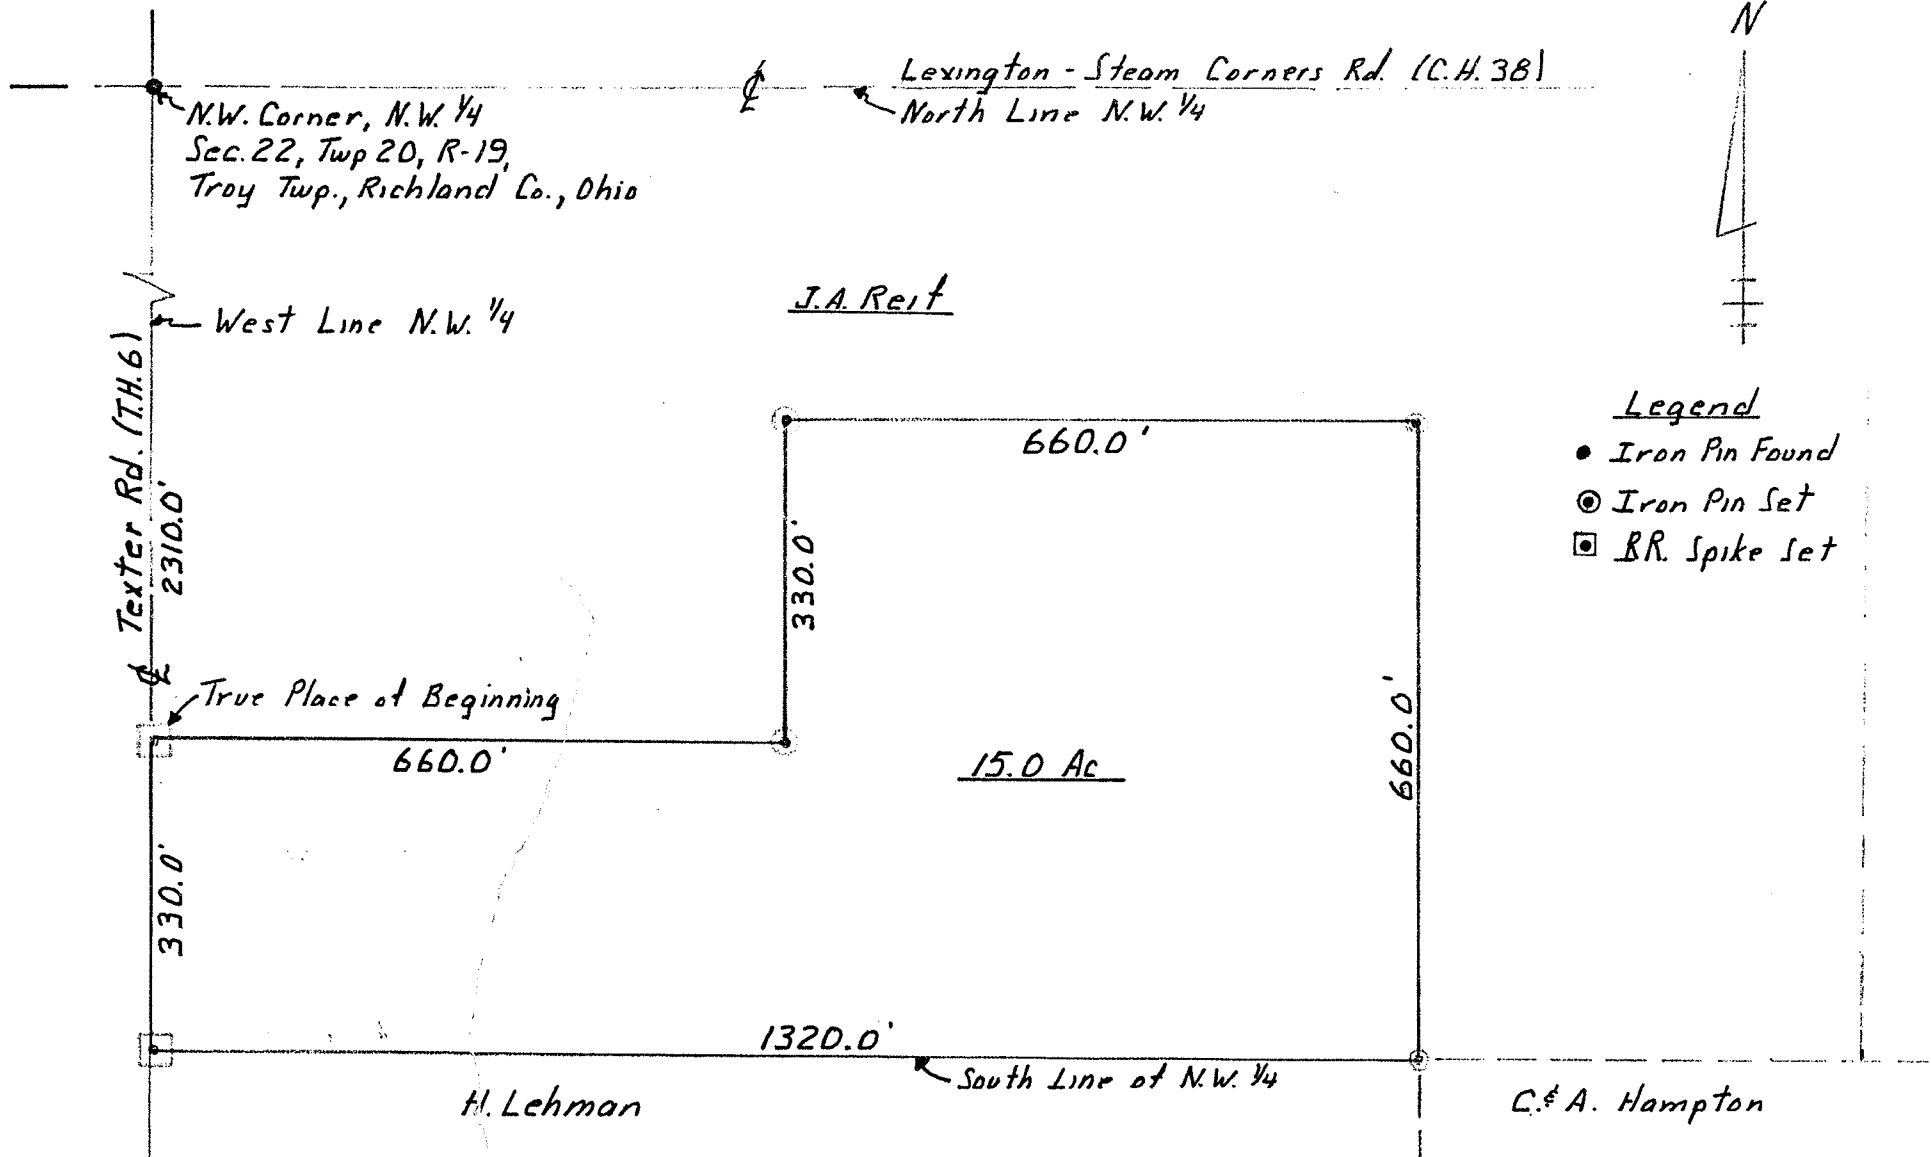 N
Lexington - Steam Corners Rd. (C.H. 38)
℄
North Line N.W. 1/4
N.W. Corner, N.W. 1/4
Sec. 22, Twp 20, R-19,
Troy Twp., Richland Co., Ohio
J.A. Reif
West Line N.W. 1/4
℄ Texter Rd. (T.H. 6)
2310.0'
Legend
Iron Pin Found
Iron Pin Set
RR. Spike Set
660.0'
330.0'
660.0'
True Place of Beginning
660.0'
15.0 Ac
330.0'
1320.0'
South Line of N.W. 1/4
H. Lehman
C. & A. Hampton